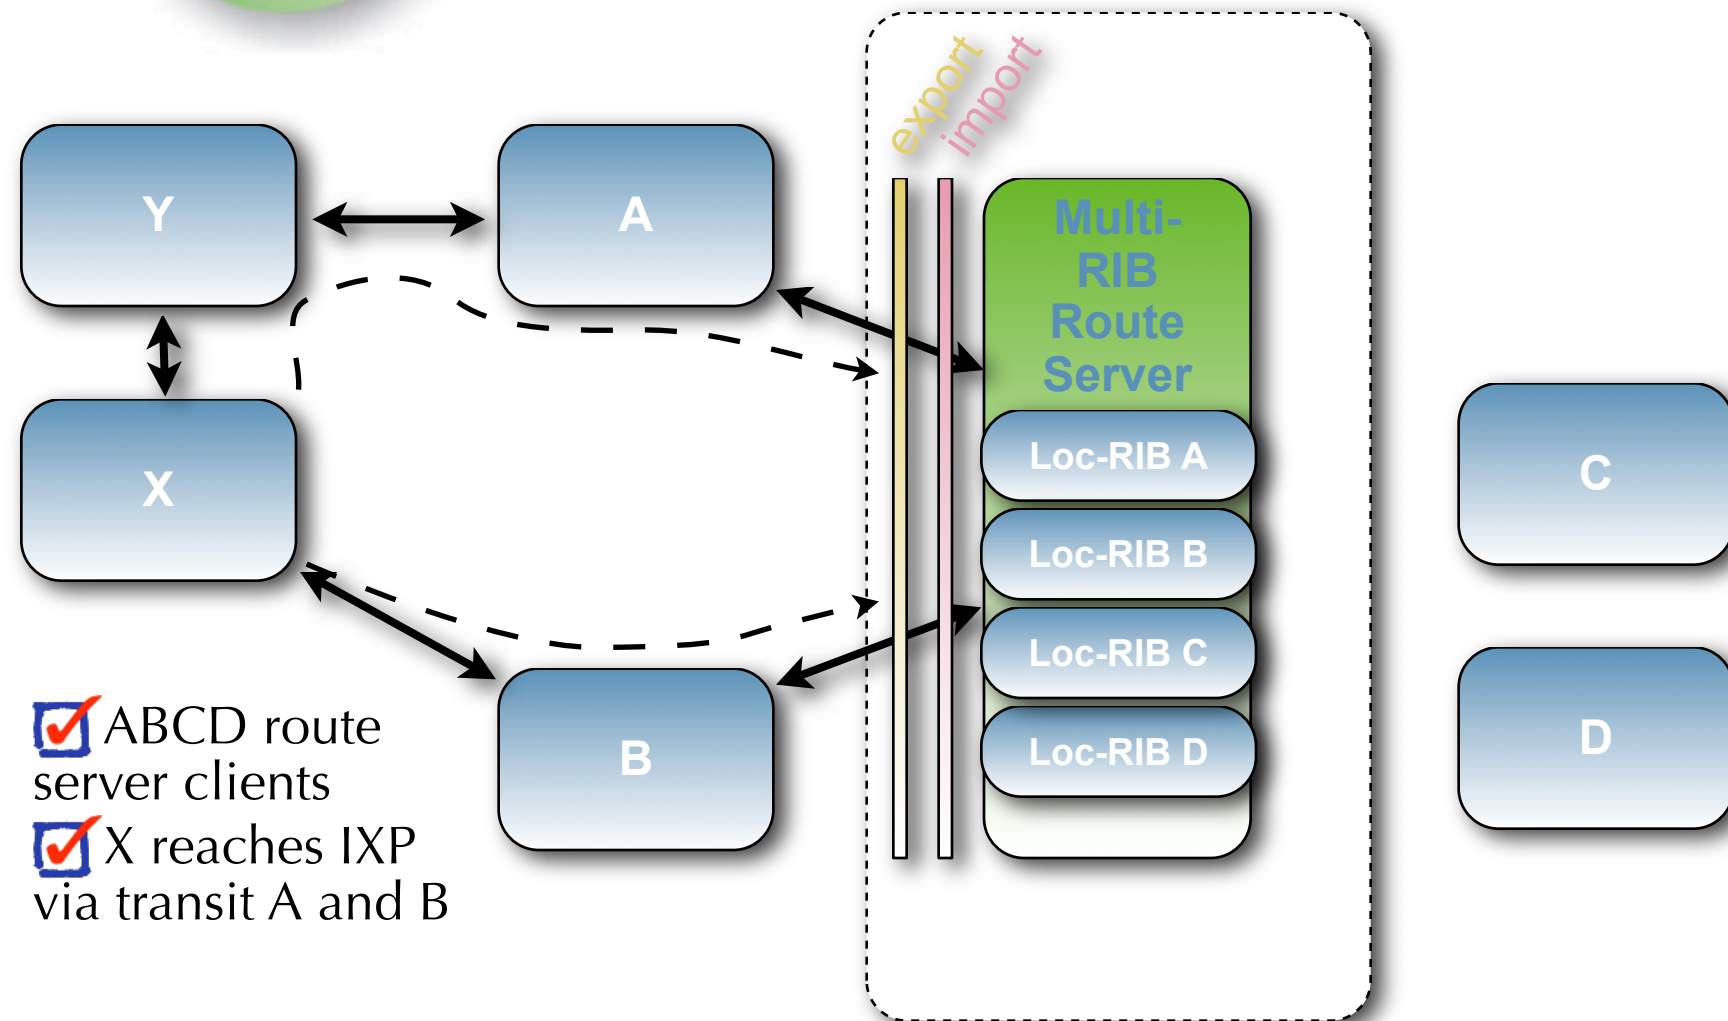 export
import
Y
A
Multi-
RIB
Route
Server
X
Loc-RIB A
Loc-RIB B
Loc-RIB C
Loc-RIB D
C
B
D
ABCD route
server clients
X reaches IXP
via transit A and B